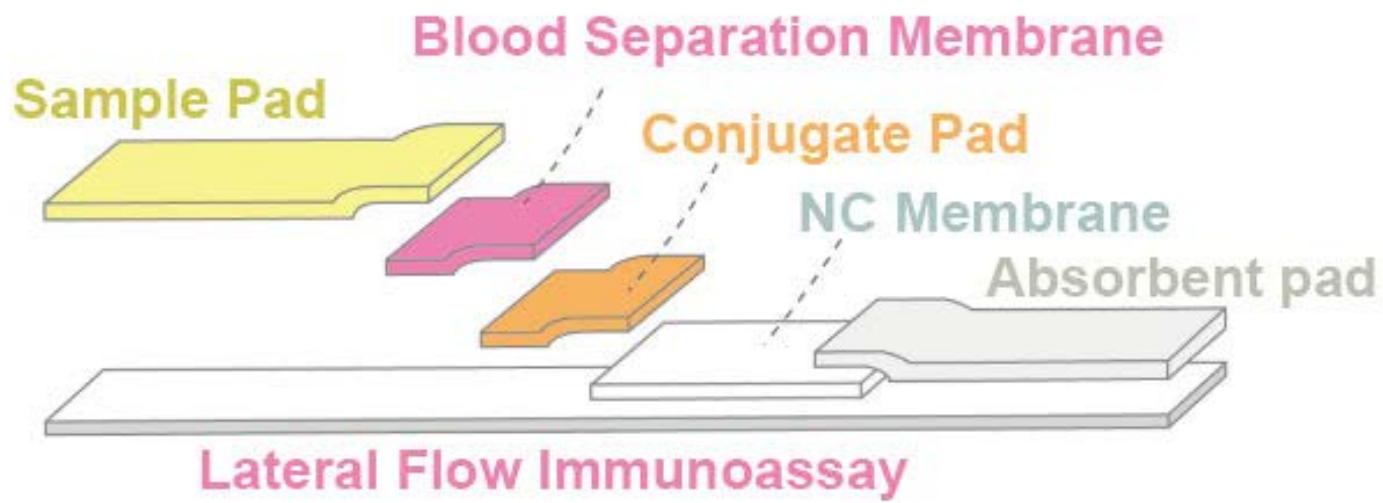 Blood Separation Membrane
Sample Pad
Conjugate Pad
NC Membrane
Absorbent pad
Lateral Flow Immunoassay